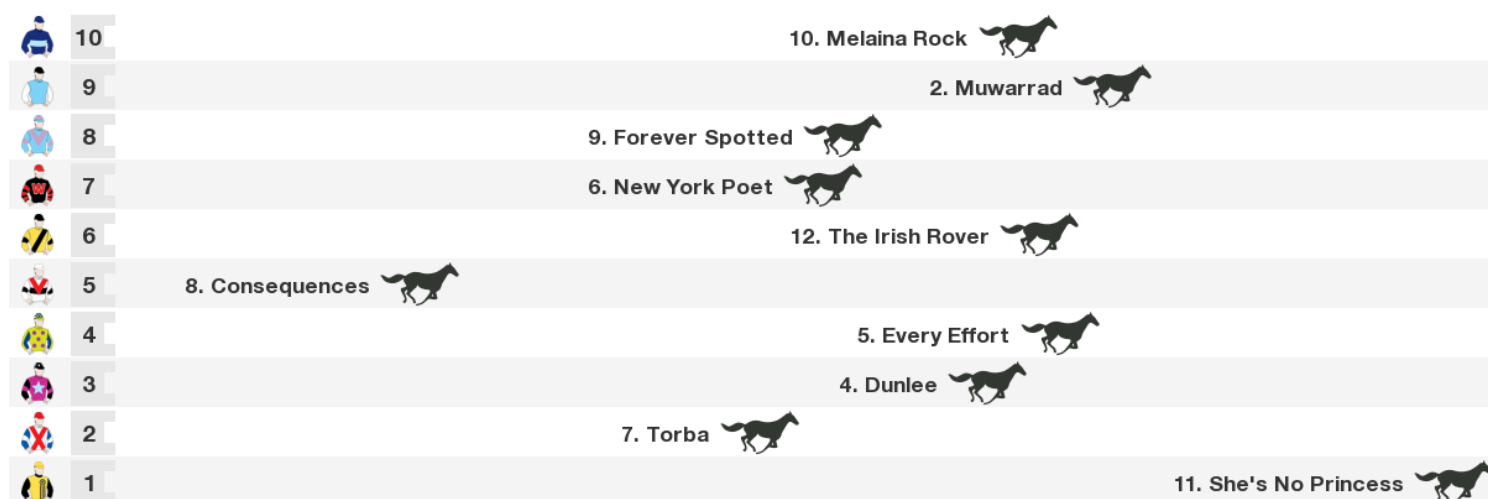 10 10. Melaina Rock
9 2. Muwarrad
8 9. Forever Spotted
7 6. New York Poet
6 12. The Irish Rover
5 8. Consequences
4 5. Every Effort
3 4. Dunlee
2 7. Torba
1 11. She's No Princess